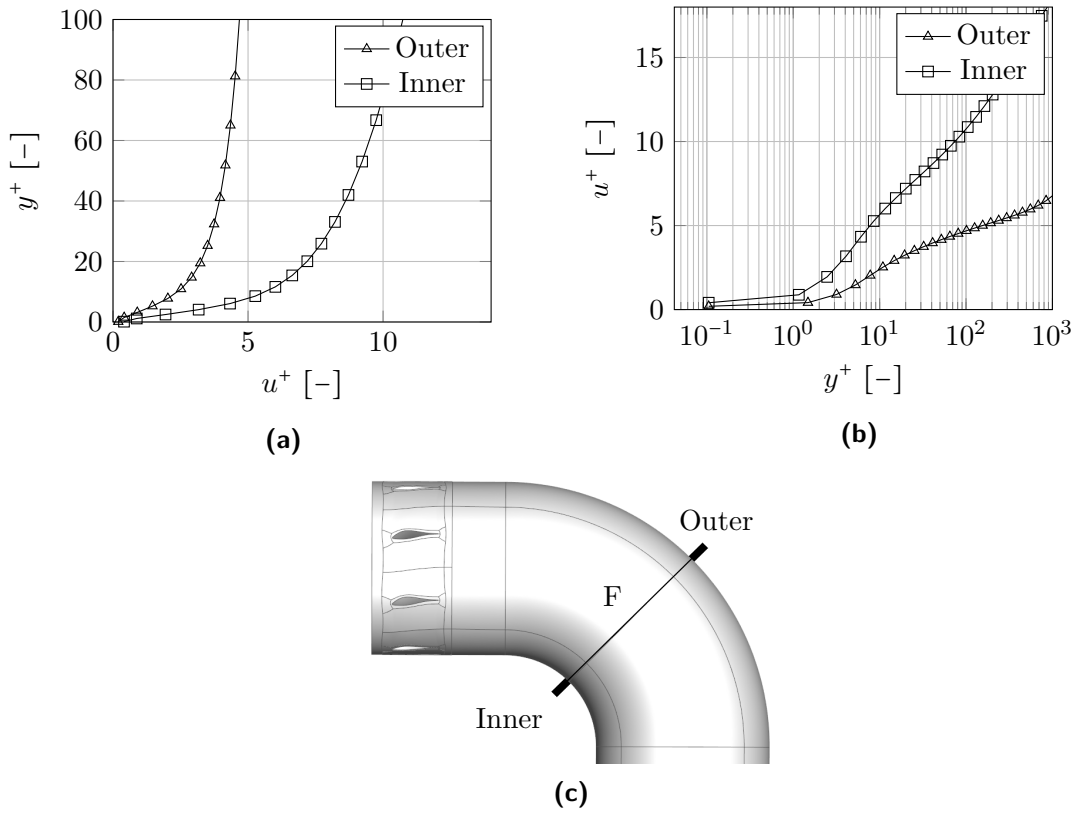 100
80
60
40
20
0
y⁺ [−]
0
5
10
u⁺ [−]
Outer
Inner
(a)
15
10
5
0
u⁺ [−]
10⁻¹
10⁰
10¹
10²
10³
y⁺ [−]
Outer
Inner
(b)
Outer
F
Inner
(c)